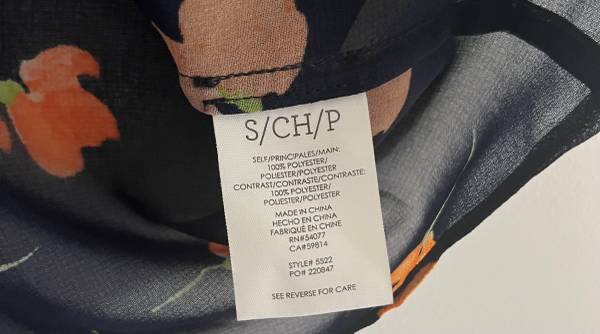 S/CH/P
SELF/PRINCIPALES/MAIN:
100% POLYESTER/
POLIESTER/POLYESTER
CONTRAST/CONTRASTE/CONTRASTE:
100% POLYESTER/
POLIESTER/POLYESTER
MADE IN CHINA
HECHO EN CHINA
FABRIQUÉ EN CHINE
RN#54077
CA#59814
STYLE# 5522
PO# 220847
SEE REVERSE FOR CARE